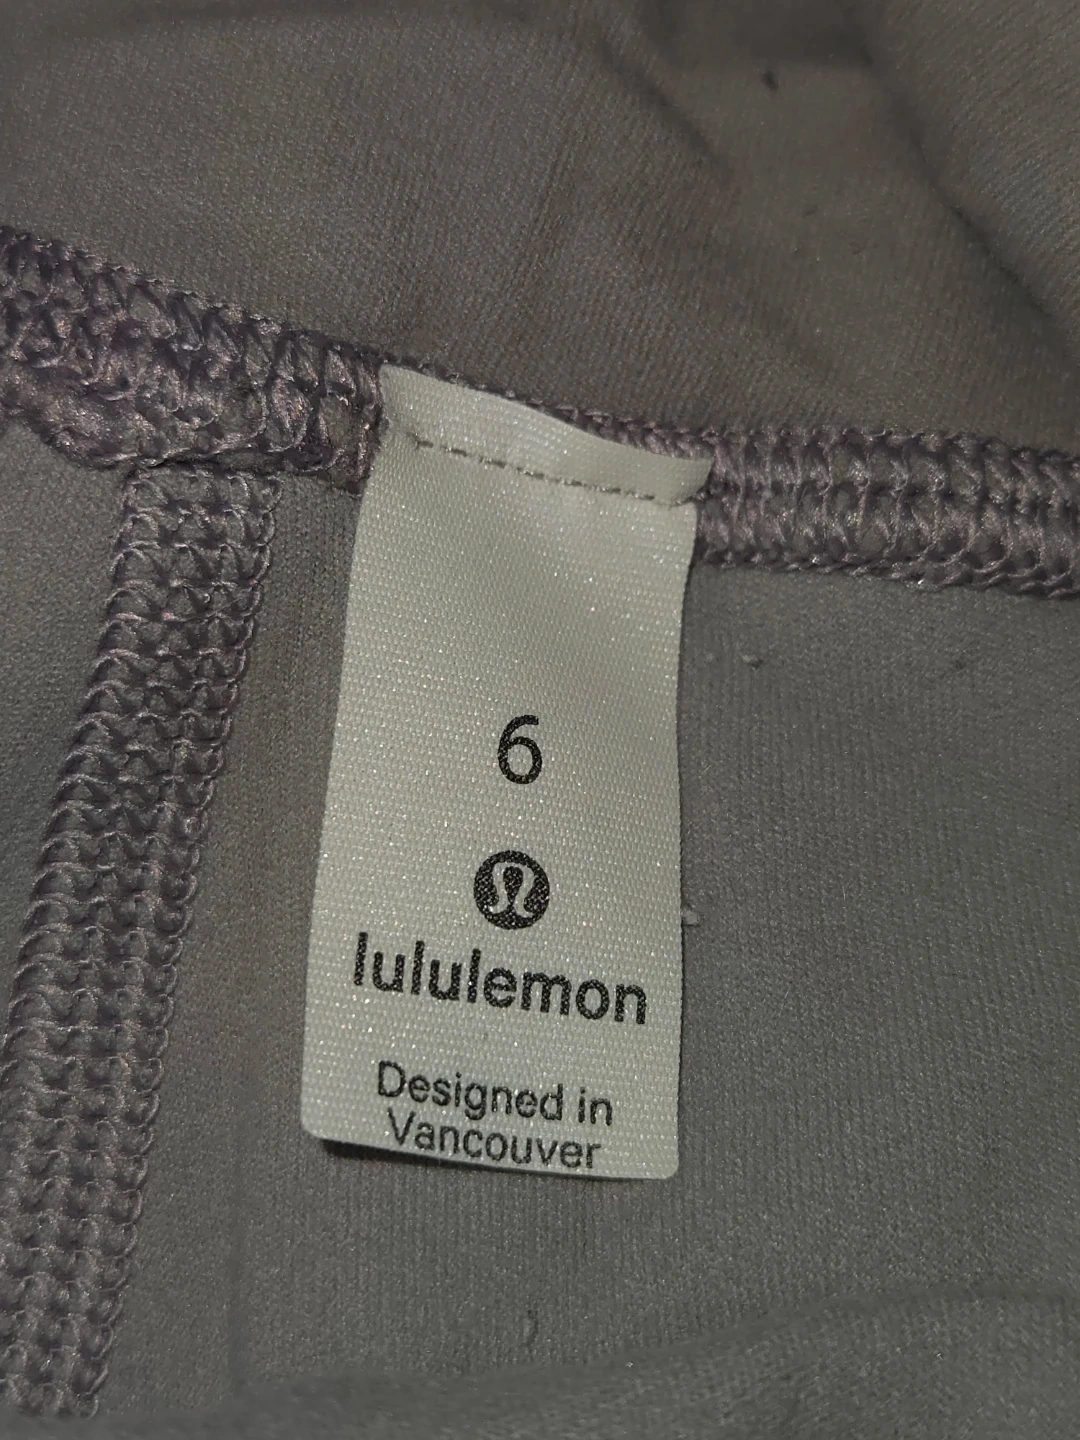 6
lululemon
Designed in
Vancouver